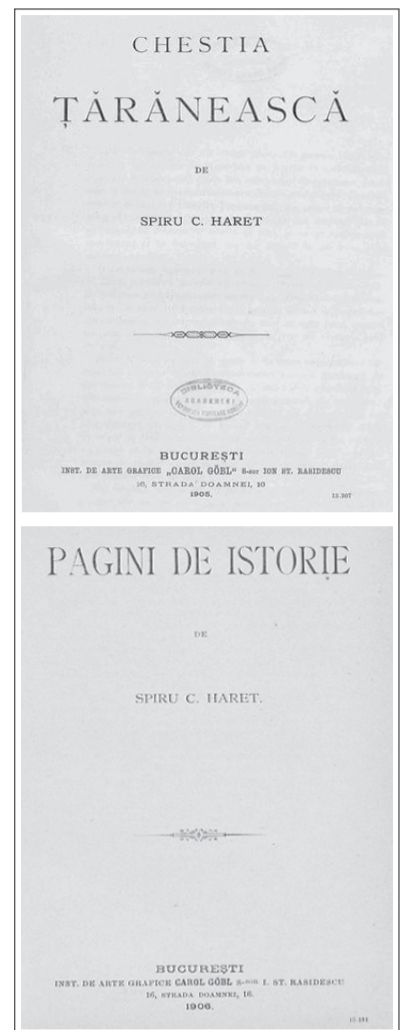 CHESTIA
ȚĂRĂNEASCĂ
DE
SPIRU C. HARET
BIBLIOTECA
ACADEMIEI
BUCUREȘTI
INST. DE ARTE GRAFICE „CAROL GÖBL“ S-sor ION ST. RASIDESCU
16, STRADA DOAMNEI, 16
1905.
PAGINI DE ISTORIE
DE
SPIRU C. HARET.
BUCUREȘTI
INST. DE ARTE GRAFICE CAROL GÖBL S-sor I. ST. RASIDESCU
16, STRADA DOAMNEI, 16.
1906.